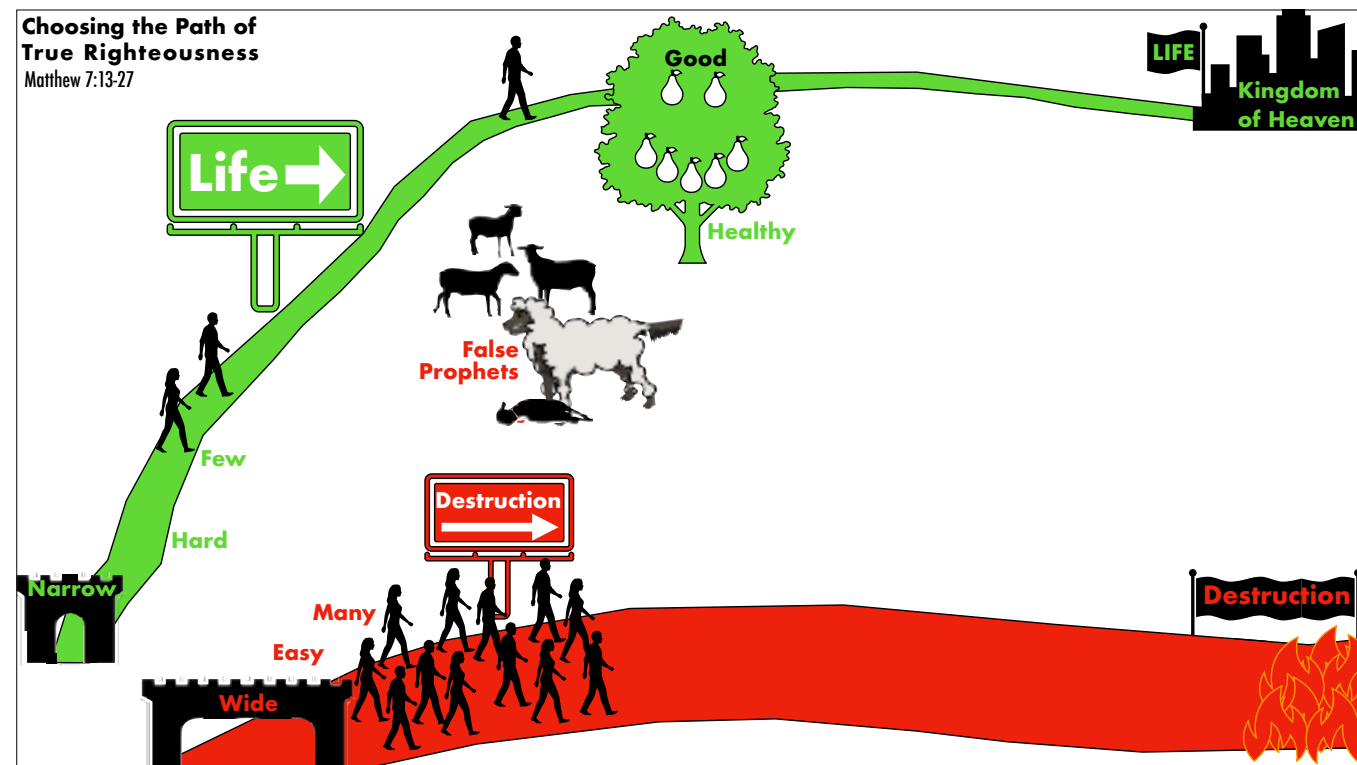 Choosing the Path of
True Righteousness
Matthew 7:13-27
Good
LIFE
Kingdom
of Heaven
Life
Healthy
False
Prophets
Few
Destruction
Hard
Narrow
Many
Destruction
Easy
Wide